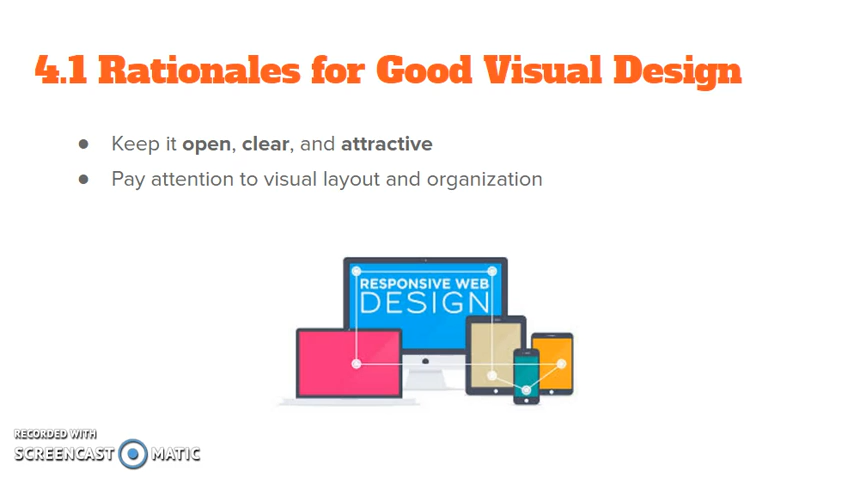 4.1 Rationales for Good Visual Design
● Keep it open, clear, and attractive
● Pay attention to visual layout and organization
RESPONSIVE WEB
DESIGN
RECORDED WITH
SCREENCAST MATIC